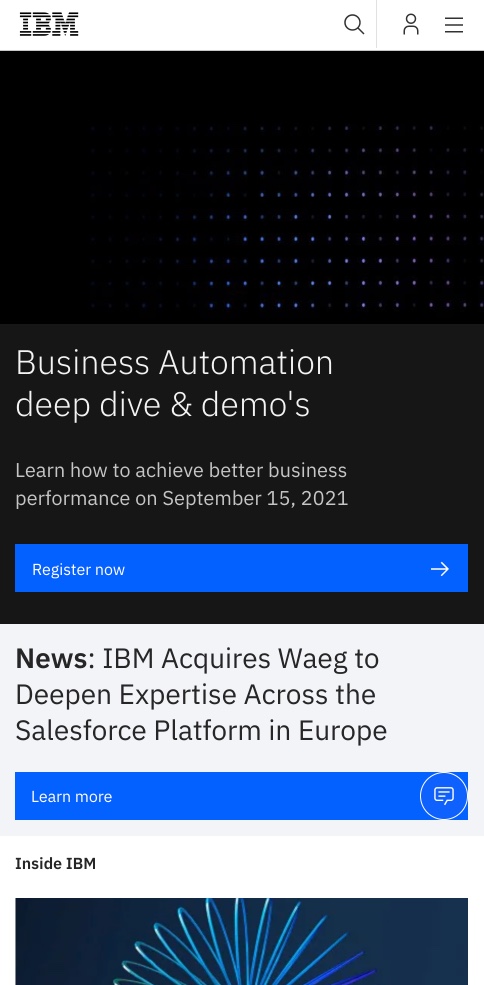 IBM
Business Automation
deep dive & demo's
Learn how to achieve better business
performance on September 15, 2021
Register now
News: IBM Acquires Waeg to
Deepen Expertise Across the
Salesforce Platform in Europe
Learn more
Inside IBM